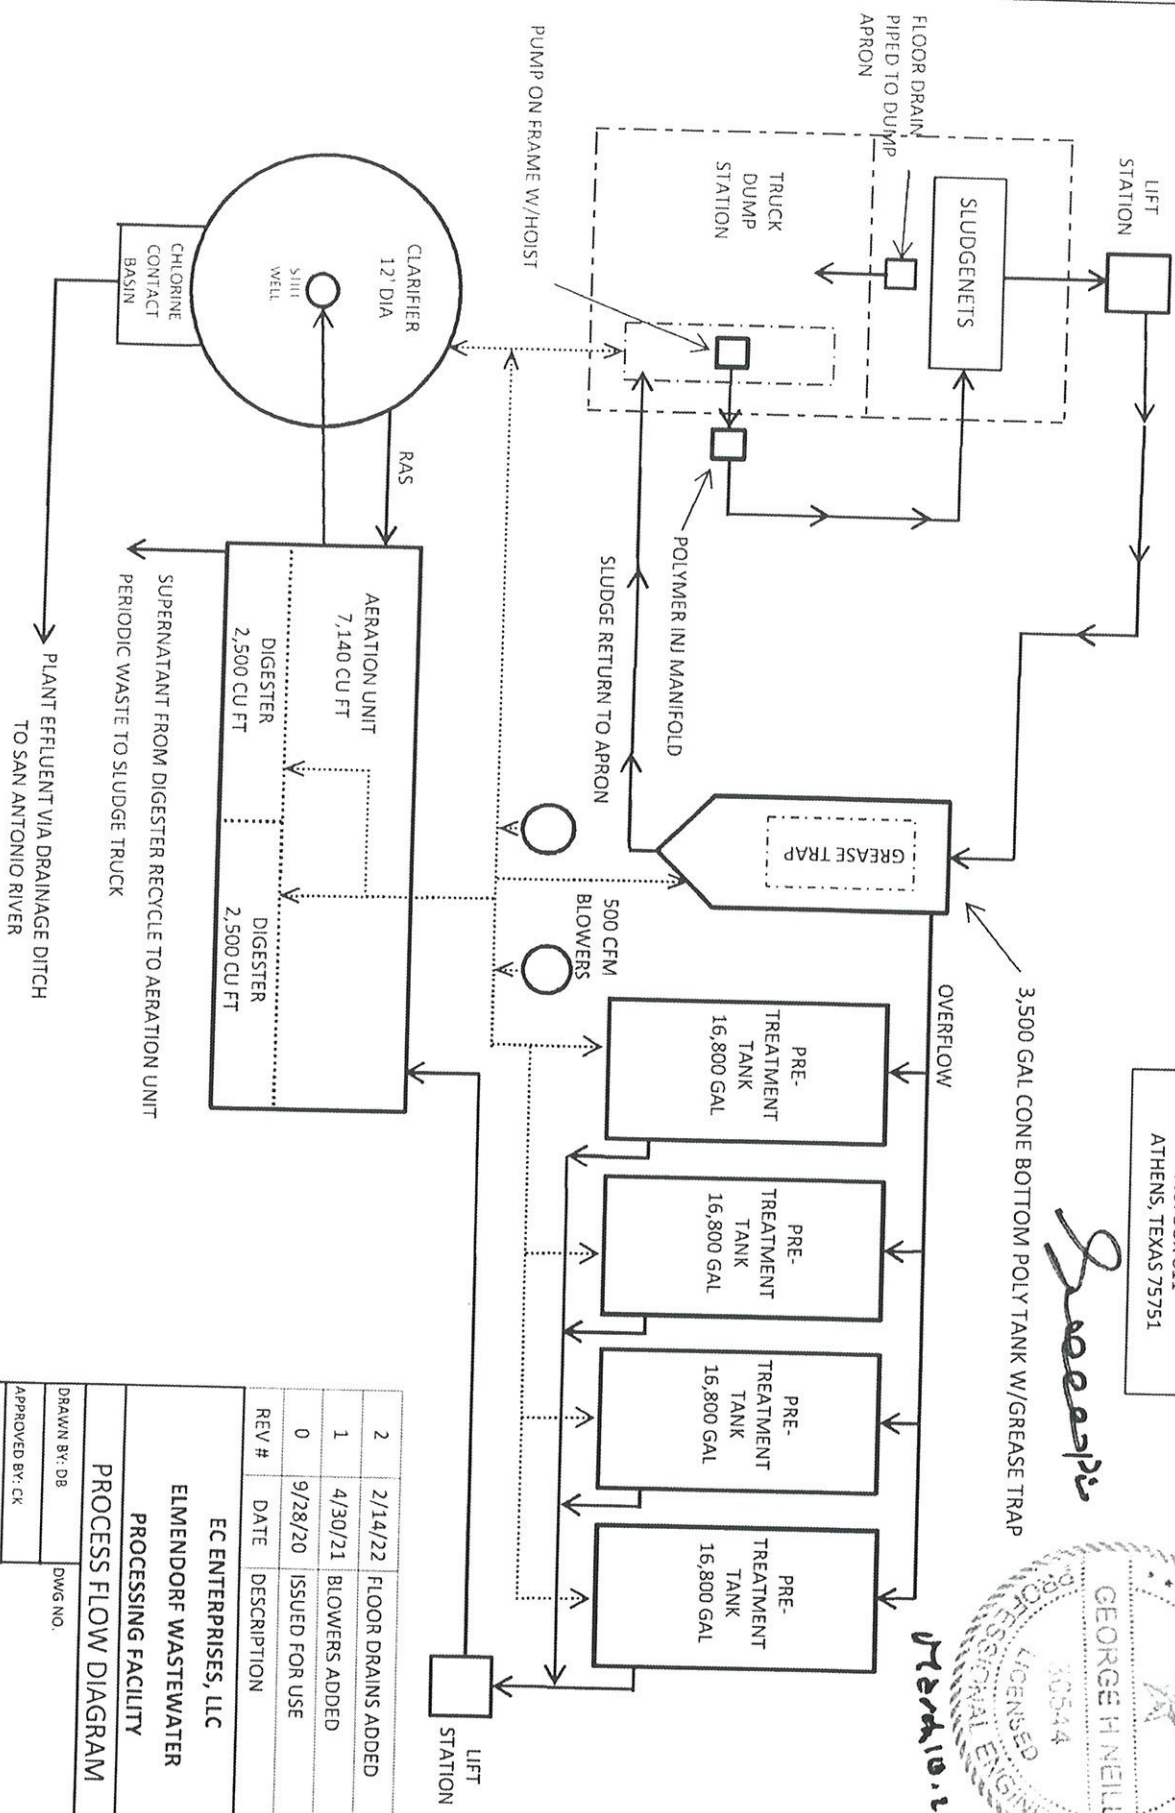 LIFT
STATION
FLOOR DRAIN
PIPED TO DUMP
APRON
SLUDGENETS
TRUCK
DUMP
STATION
PUMP ON FRAME W/HOIST
POLYMER INJ MANIFOLD
SLUDGE RETURN TO APRON
GREASE TRAP
3,500 GAL CONE BOTTOM POLY TANK W/GREASE TRAP
OVERFLOW
500 CFM
BLOWERS
PRE-
TREATMENT
TANK
16,800 GAL
PRE-
TREATMENT
TANK
16,800 GAL
PRE-
TREATMENT
TANK
16,800 GAL
PRE-
TREATMENT
TANK
16,800 GAL
LIFT
STATION
CLARIFIER
12' DIA
STILL
WELL
CHLORINE
CONTACT
BASIN
RAS
AERATION UNIT
7,140 CU FT
DIGESTER
2,500 CU FT
DIGESTER
2,500 CU FT
SUPERNATANT FROM DIGESTER RECYCLE TO AERATION UNIT
PERIODIC WASTE TO SLUDGE TRUCK
PLANT EFFLUENT VIA DRAINAGE DITCH
TO SAN ANTONIO RIVER
ATHENS, TEXAS 75751
GEORGE H NEILL
30544
LICENSED
PROFESSIONAL
March 10, 2
2 2/14/22 FLOOR DRAINS ADDED
1 4/30/21 BLOWERS ADDED
0 9/28/20 ISSUED FOR USE
REV # DATE DESCRIPTION
EC ENTERPRISES, LLC
ELMENDORF WASTEWATER
PROCESSING FACILITY
PROCESS FLOW DIAGRAM
DRAWN BY: DB
DWG NO.
APPROVED BY: CK